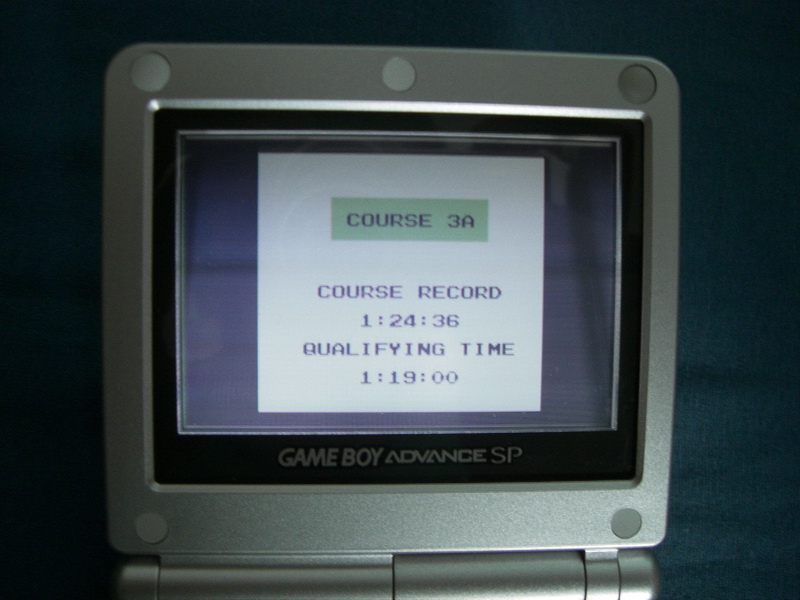 COURSE 3A
COURSE RECORD
1:24:36
QUALIFYING TIME
1:19:00
GAME BOY ADVANCE SP